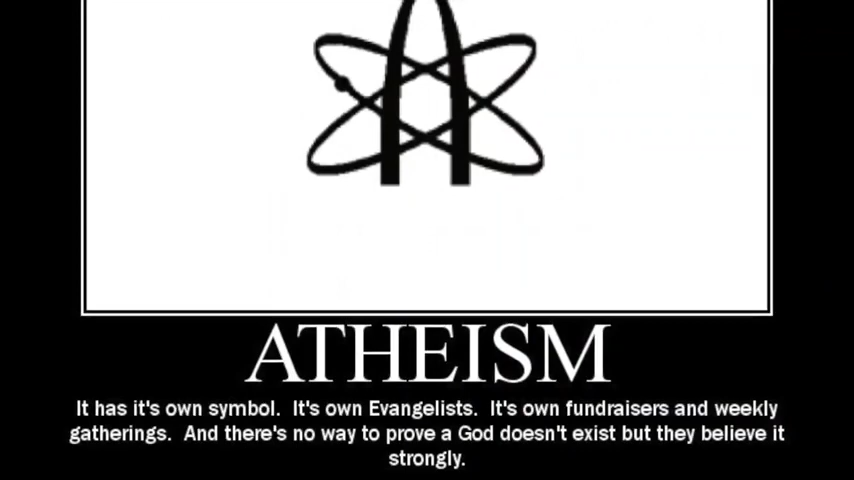 ATHEISM
It has it's own symbol. It's own Evangelists. It's own fundraisers and weekly
gatherings. And there's no way to prove a God doesn't exist but they believe it
strongly.